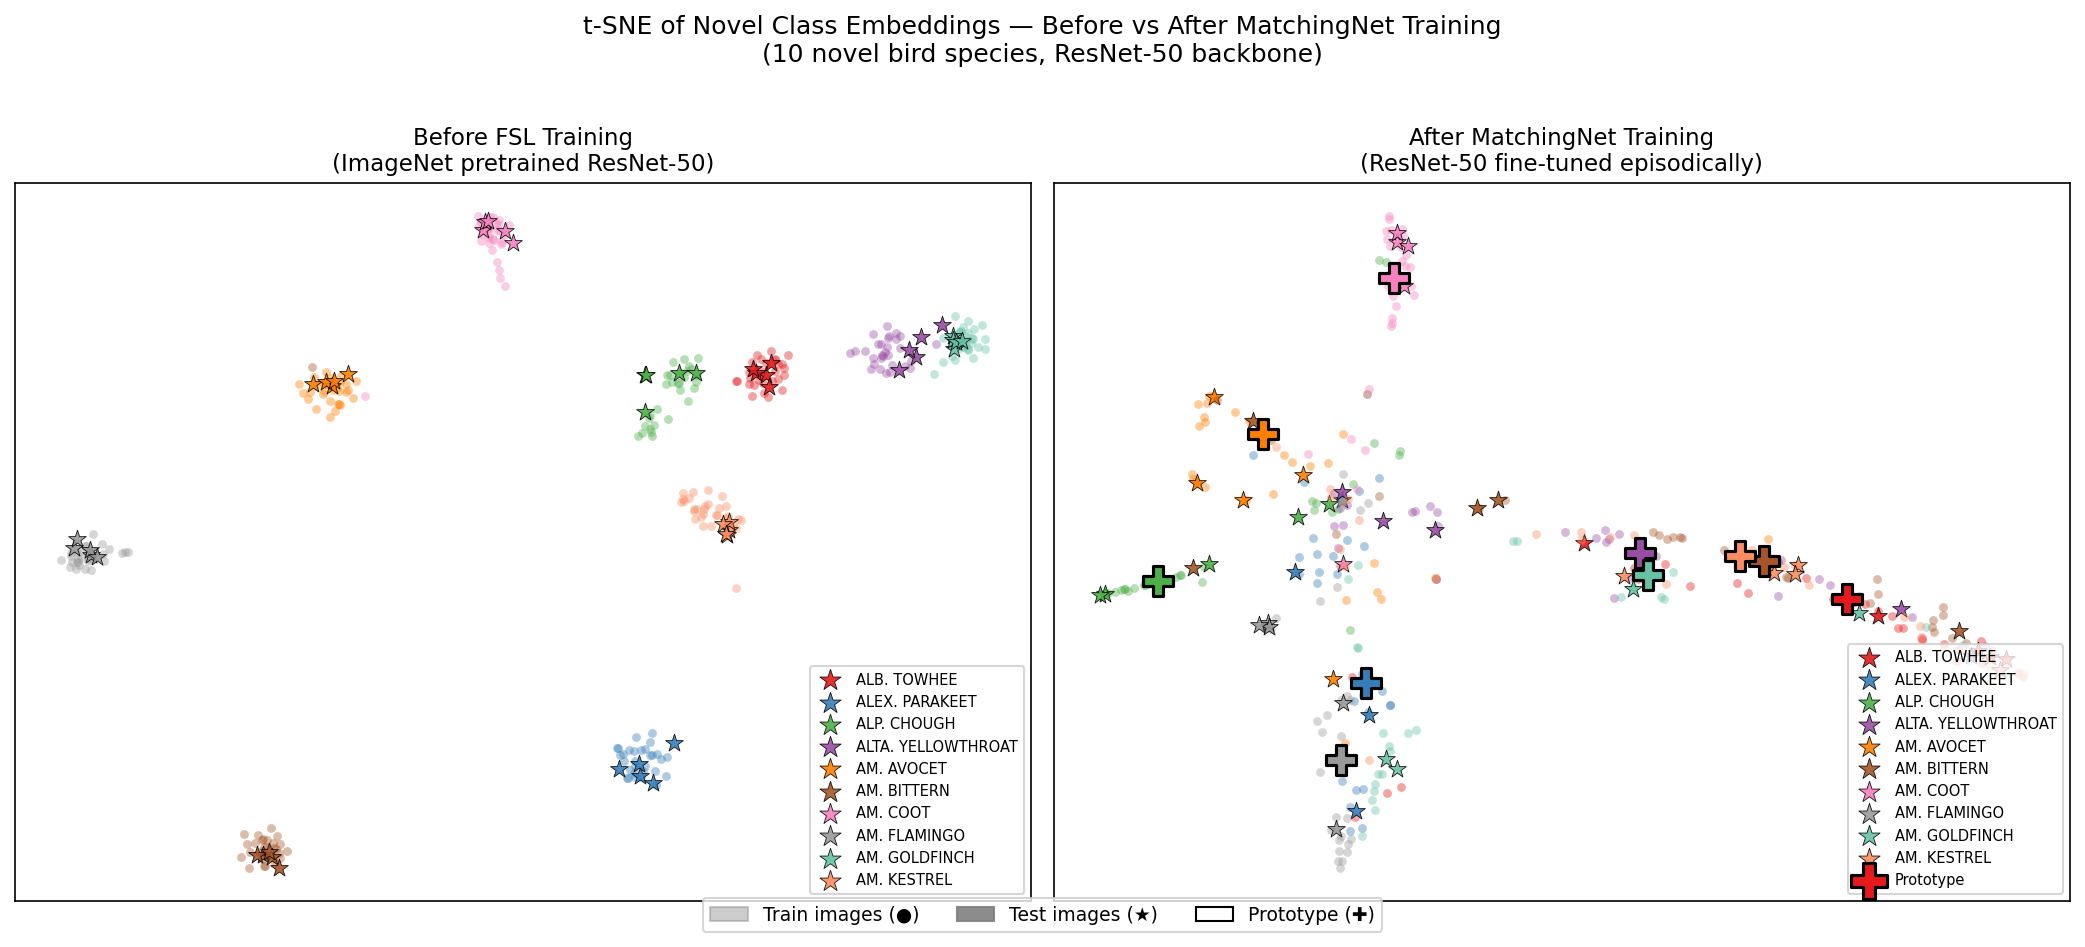 t-SNE of Novel Class Embeddings — Before vs After MatchingNet Training
(10 novel bird species, ResNet-50 backbone)
Before FSL Training
(ImageNet pretrained ResNet-50)
ALB. TOWHEE
ALEX. PARAKEET
ALP. CHOUGH
ALTA. YELLOWTHROAT
AM. AVOCET
AM. BITTERN
AM. COOT
AM. FLAMINGO
AM. GOLDFINCH
AM. KESTREL
After MatchingNet Training
(ResNet-50 fine-tuned episodically)
ALB. TOWHEE
ALEX. PARAKEET
ALP. CHOUGH
ALTA. YELLOWTHROAT
AM. AVOCET
AM. BITTERN
AM. COOT
AM. FLAMINGO
AM. GOLDFINCH
AM. KESTREL
Prototype
Train images (●) Test images (★) Prototype (✚)